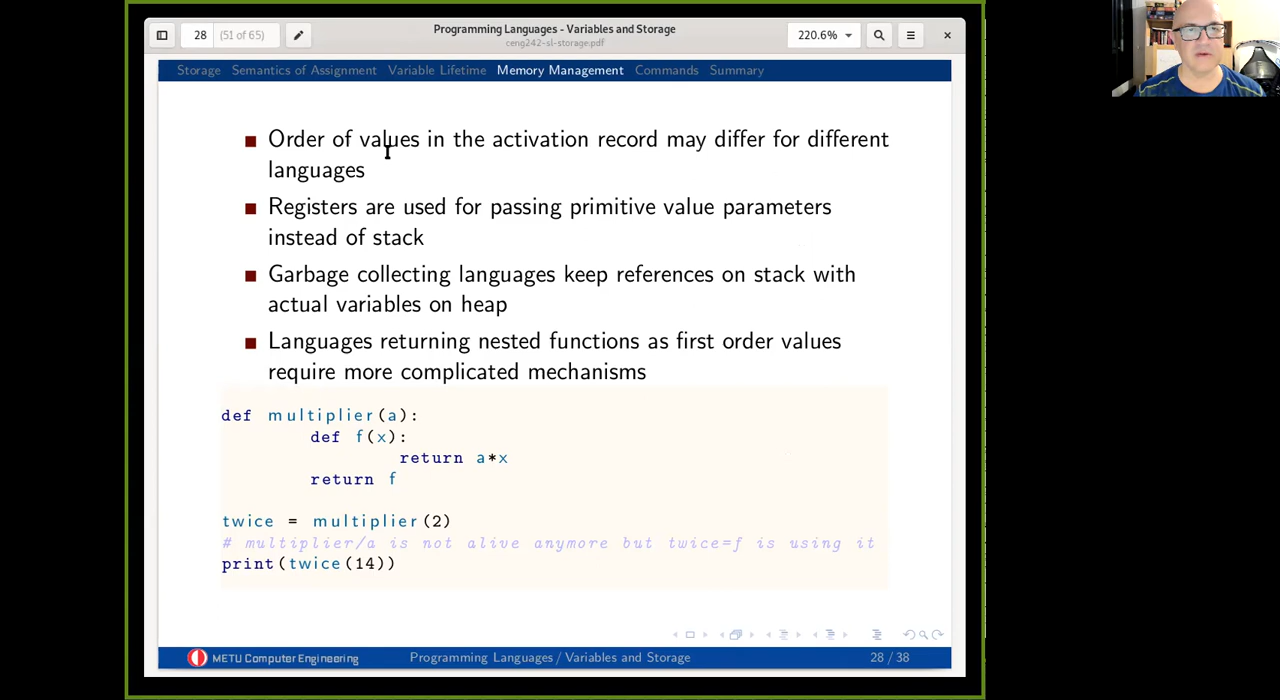 28
(51 of 65)
Programming Languages - Variables and Storage
ceng242-sl-storage.pdf
220.6%
Storage Semantics of Assignment Variable Lifetime Memory Management Commands Summary
Order of values in the activation record may differ for different
languages
Registers are used for passing primitive value parameters
instead of stack
Garbage collecting languages keep references on stack with
actual variables on heap
Languages returning nested functions as first order values
require more complicated mechanisms
def multiplier(a):
def f(x):
return a*x
return f
twice = multiplier(2)
# multiplier/a is not alive anymore but twice=f is using it
print(twice(14))
METU Computer Engineering
Programming Languages/Variables and Storage
28 / 38